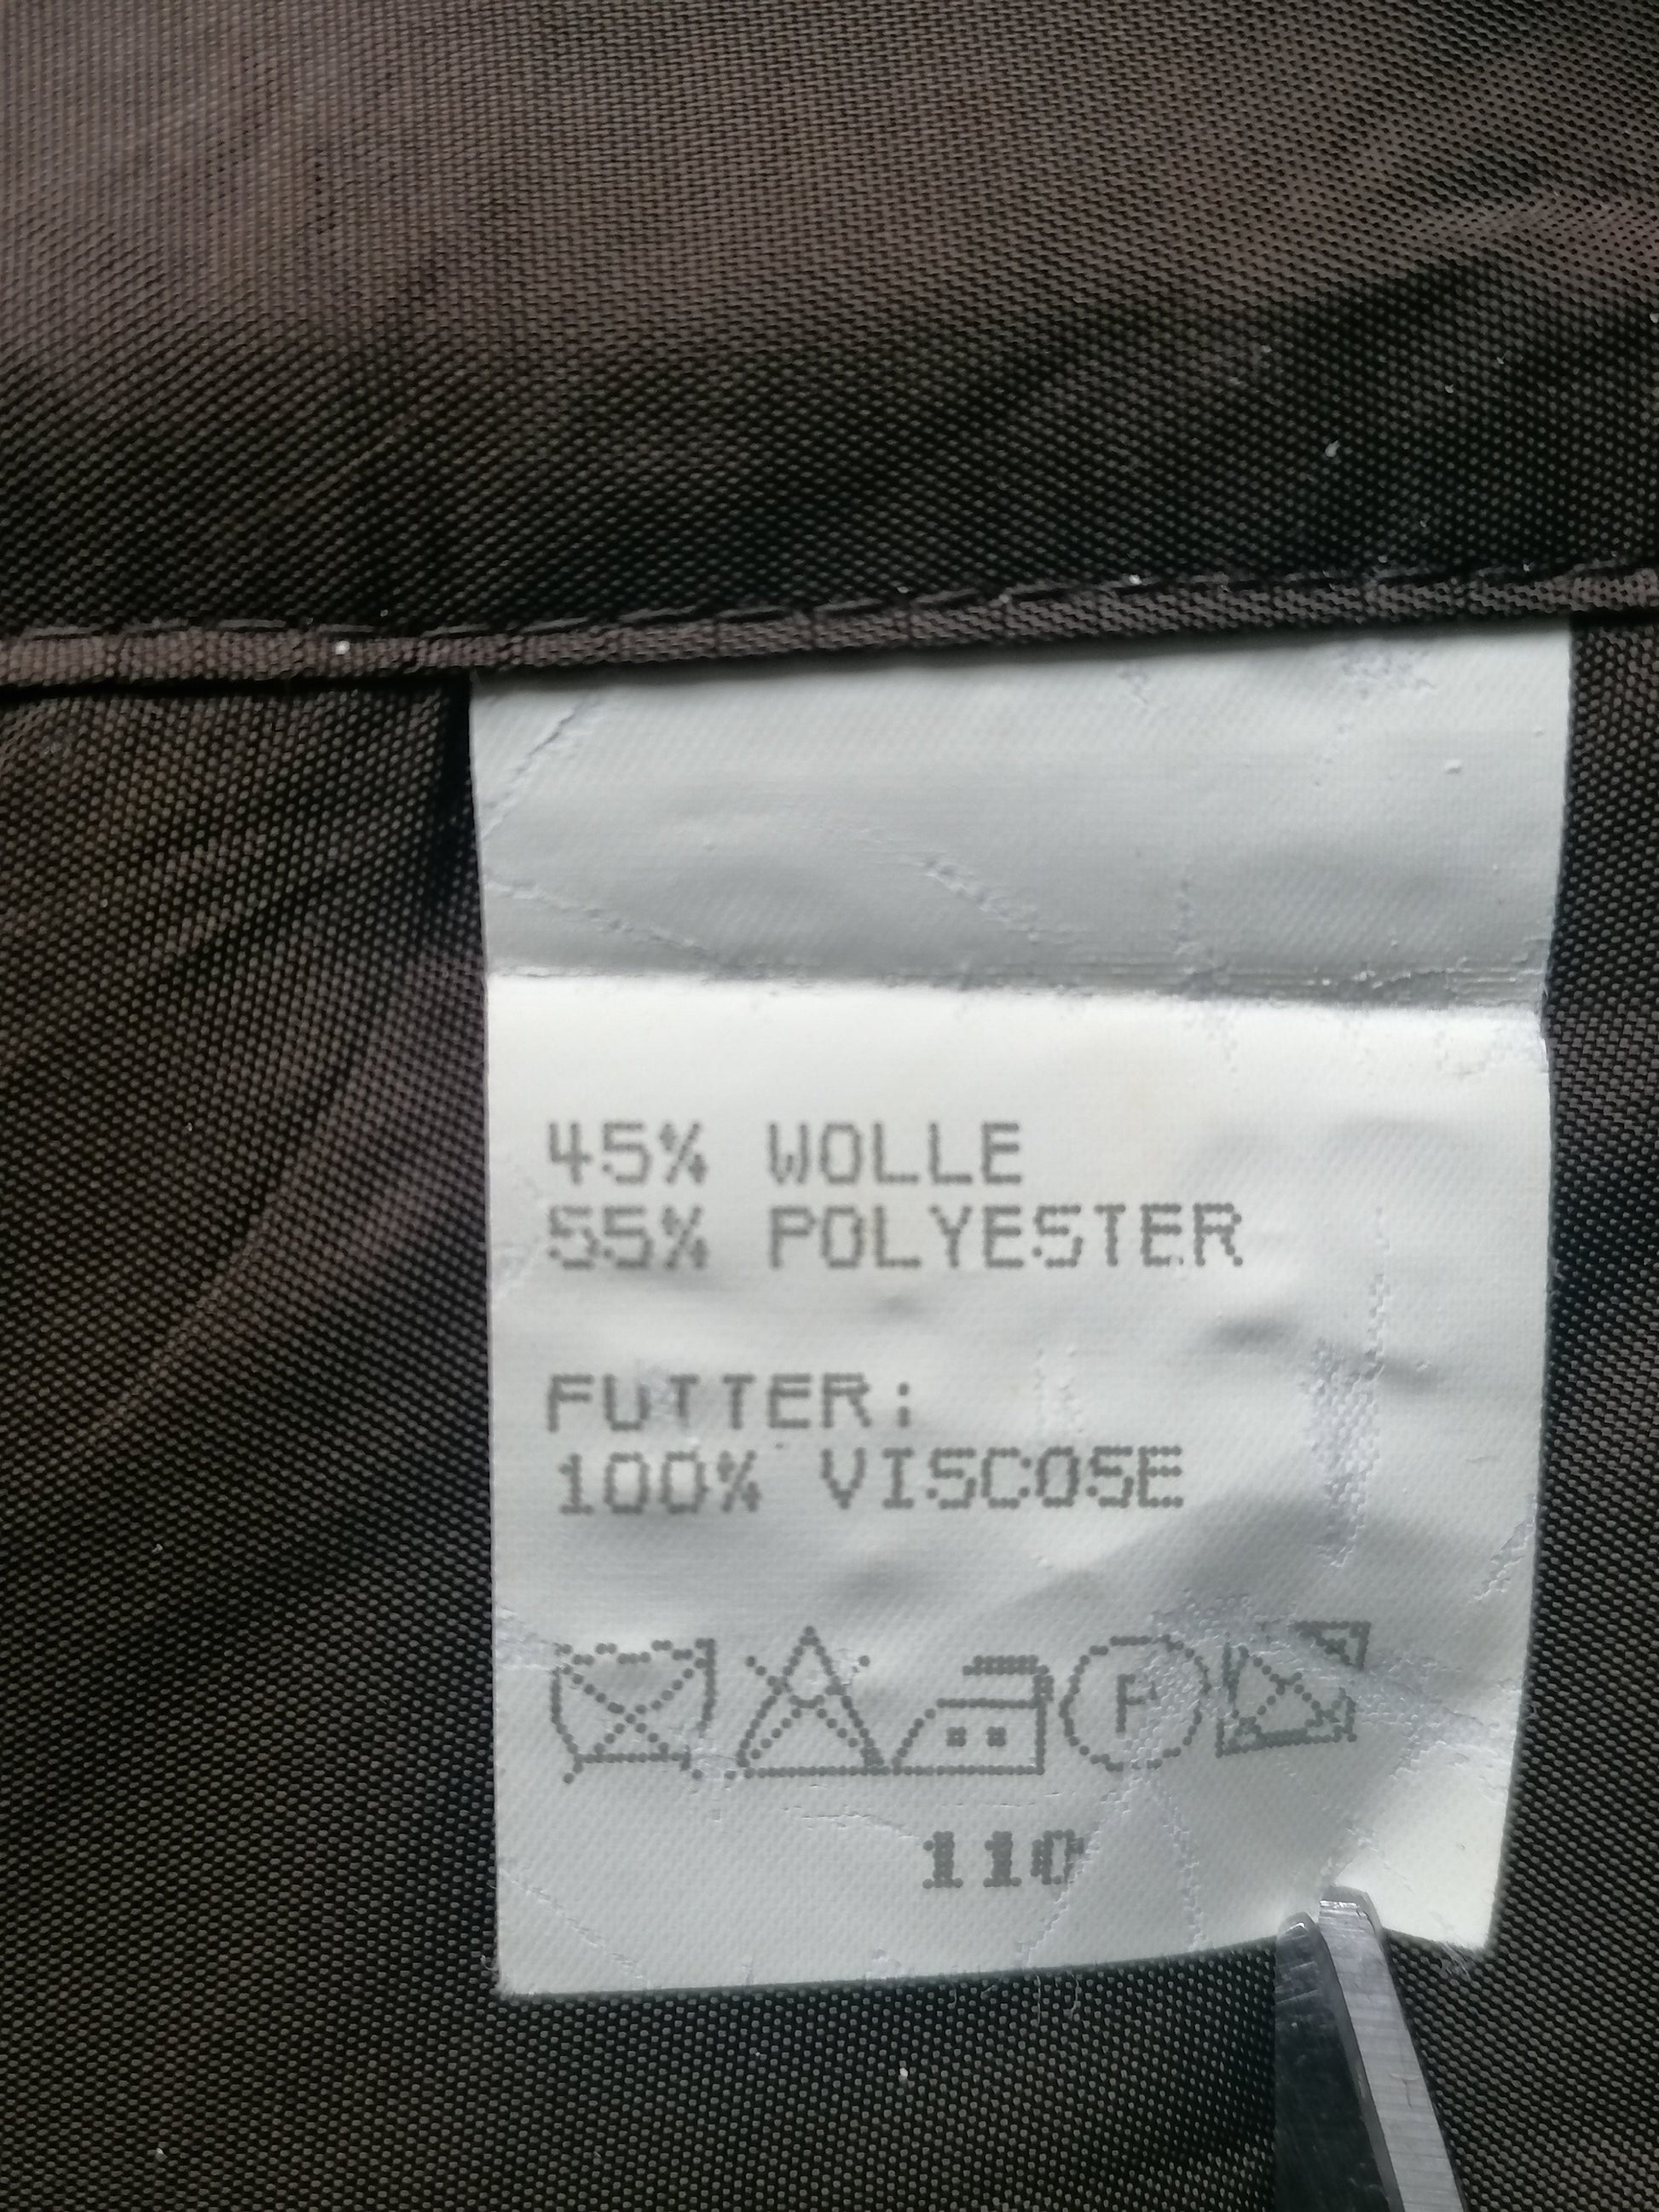 45% WOLLE
55% POLYESTER
FUTTER:
100% VISCOSE
P
110